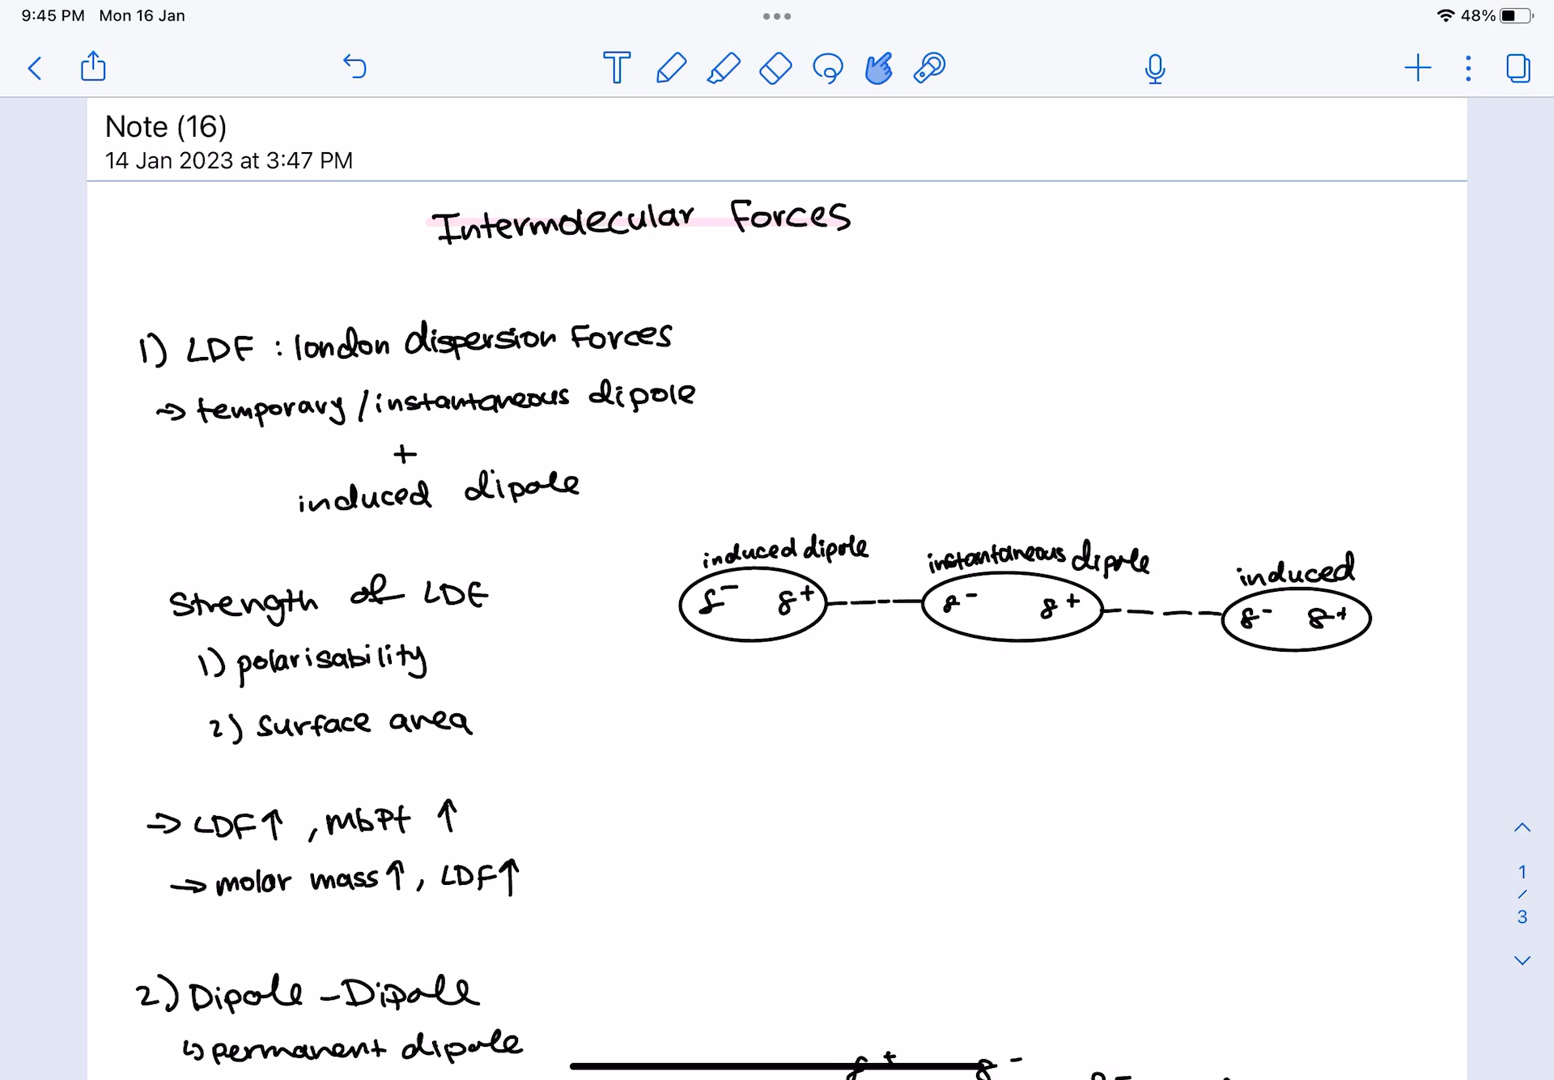 9:45 PM Mon 16 Jan
48%
Note (16)
14 Jan 2023 at 3:47 PM
Intermolecular Forces
1) LDF : london dispersion Forces
→ temporary / instantaneous dipole
+
induced dipole
induced dipole instantaneous dipole induced
δ- δ+ δ- δ+ δ- δ+
Strength of LDF
1) polarisability
2) surface area
→ LDF↑, MbPt ↑
→ molar mass↑, LDF↑
1
/
3
2) Dipole - Dipole
↳ permanent dipole
δ+ δ-